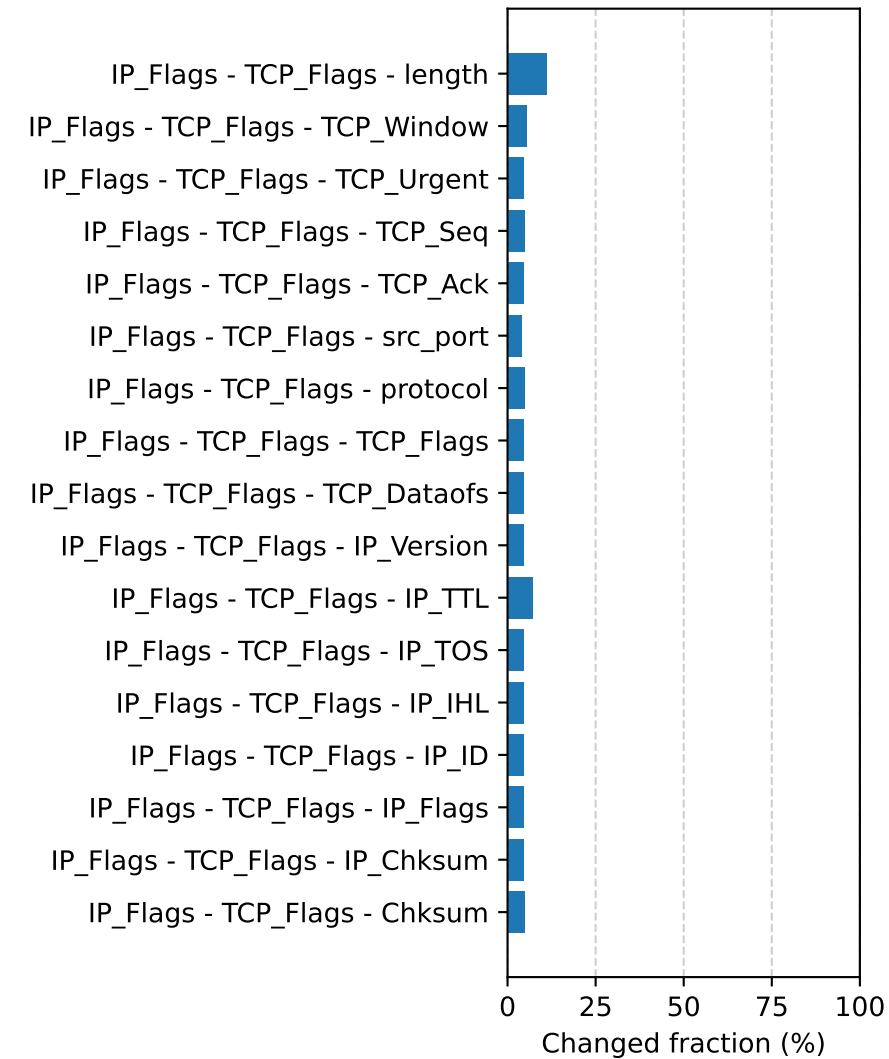 IP_Flags - TCP_Flags - length
IP_Flags - TCP_Flags - TCP_Window
IP_Flags - TCP_Flags - TCP_Urgent
IP_Flags - TCP_Flags - TCP_Seq
IP_Flags - TCP_Flags - TCP_Ack
IP_Flags - TCP_Flags - src_port
IP_Flags - TCP_Flags - protocol
IP_Flags - TCP_Flags - TCP_Flags
IP_Flags - TCP_Flags - TCP_Dataofs
IP_Flags - TCP_Flags - IP_Version
IP_Flags - TCP_Flags - IP_TTL
IP_Flags - TCP_Flags - IP_TOS
IP_Flags - TCP_Flags - IP_IHL
IP_Flags - TCP_Flags - IP_ID
IP_Flags - TCP_Flags - IP_Flags
IP_Flags - TCP_Flags - IP_Chksum
IP_Flags - TCP_Flags - Chksum
0 25 50 75 100
Changed fraction (%)